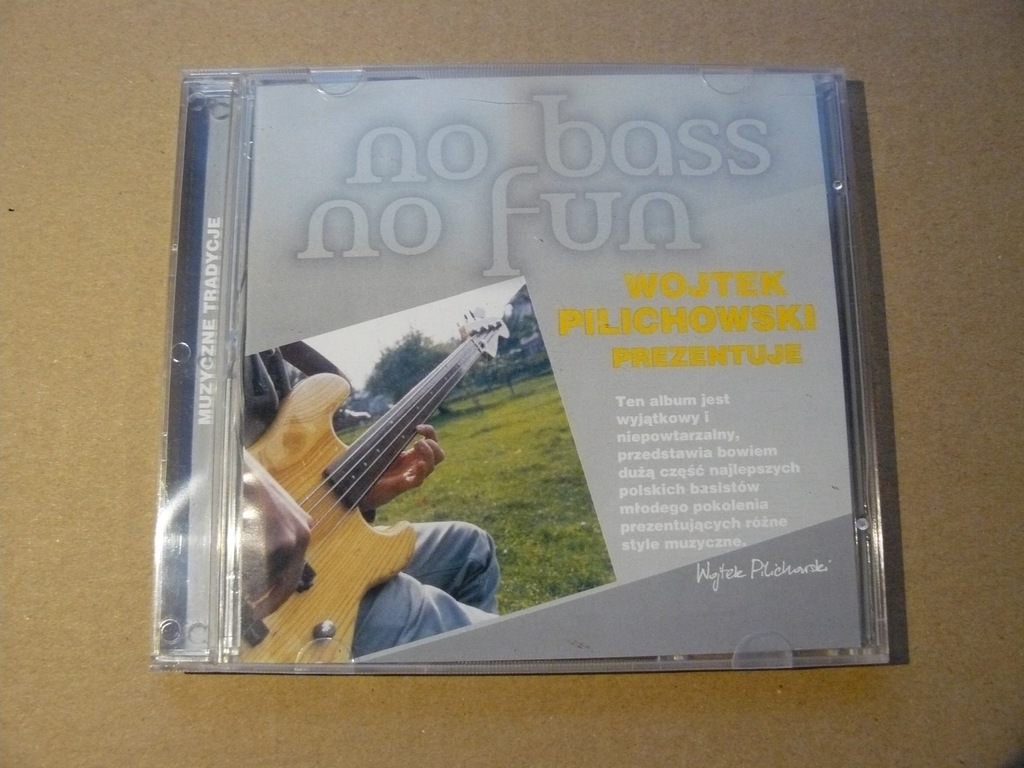 no bass
no fun
WOJTEK
PILICHOWSKI
PREZENTUJE
Ten album jest
wyjątkowy i
niepowtarzalny,
przedstawia bowiem
dużą część najlepszych
polskich basistów
młodego pokolenia
prezentujących różne
style muzyczne.
Wojtek Pilichowski
MUZYCZNE TRADYCJE